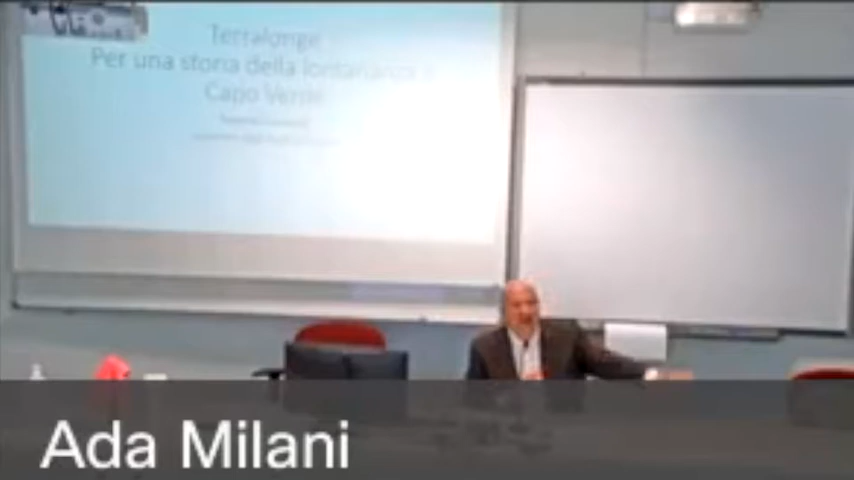 Terralonge
Per una storia della lontananza a
Capo Verde
Ada Milani